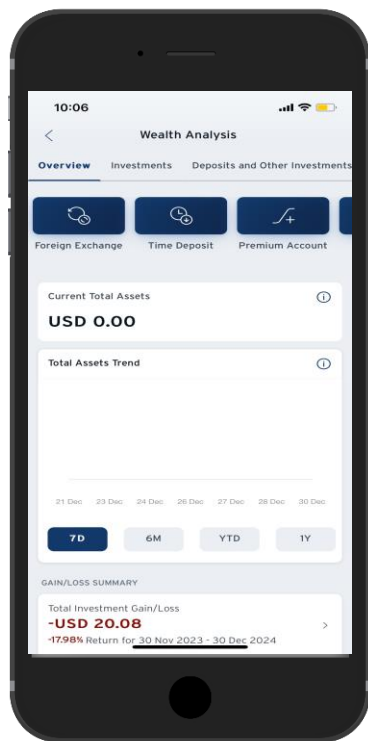 10:06
Wealth Analysis
Overview Investments Deposits and Other Investments
Foreign Exchange Time Deposit Premium Account
Current Total Assets
USD 0.00
Total Assets Trend
21 Dec 23 Dec 24 Dec 26 Dec 27 Dec 28 Dec 30 Dec
7D 6M YTD 1Y
GAIN/LOSS SUMMARY
Total Investment Gain/Loss
-USD 20.08
-17.98% Return for 30 Nov 2023 - 30 Dec 2024